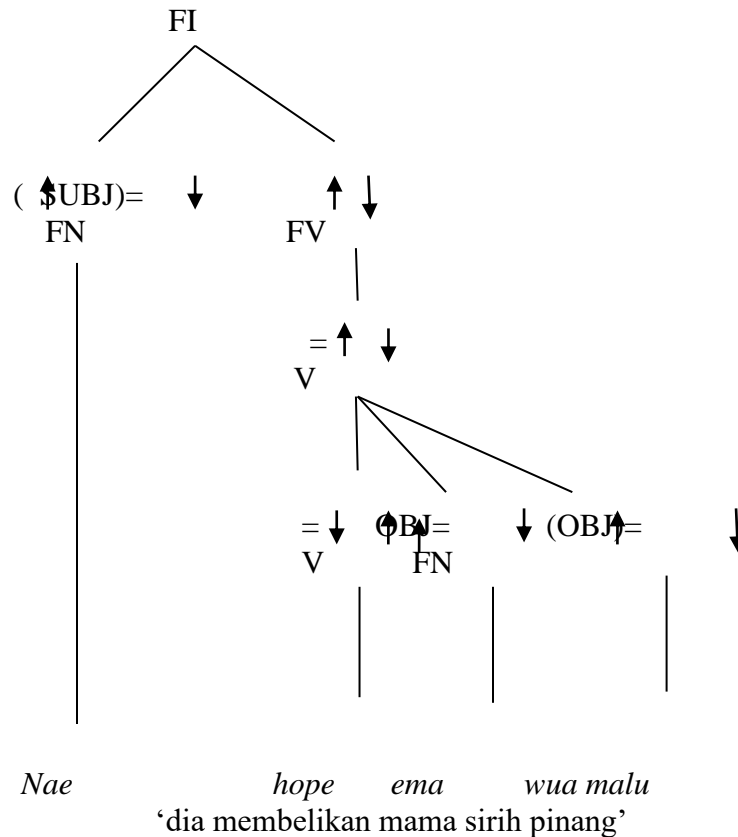 FI
(↑SUBJ)= ↓ ↑ ↓
FN FV
= ↑ ↓
V
= ↓ ↑OBJ= ↓ (OBJ↑)= ↓
V ↑ FN
Nae hope ema wua malu
‘dia membelikan mama sirih pinang’